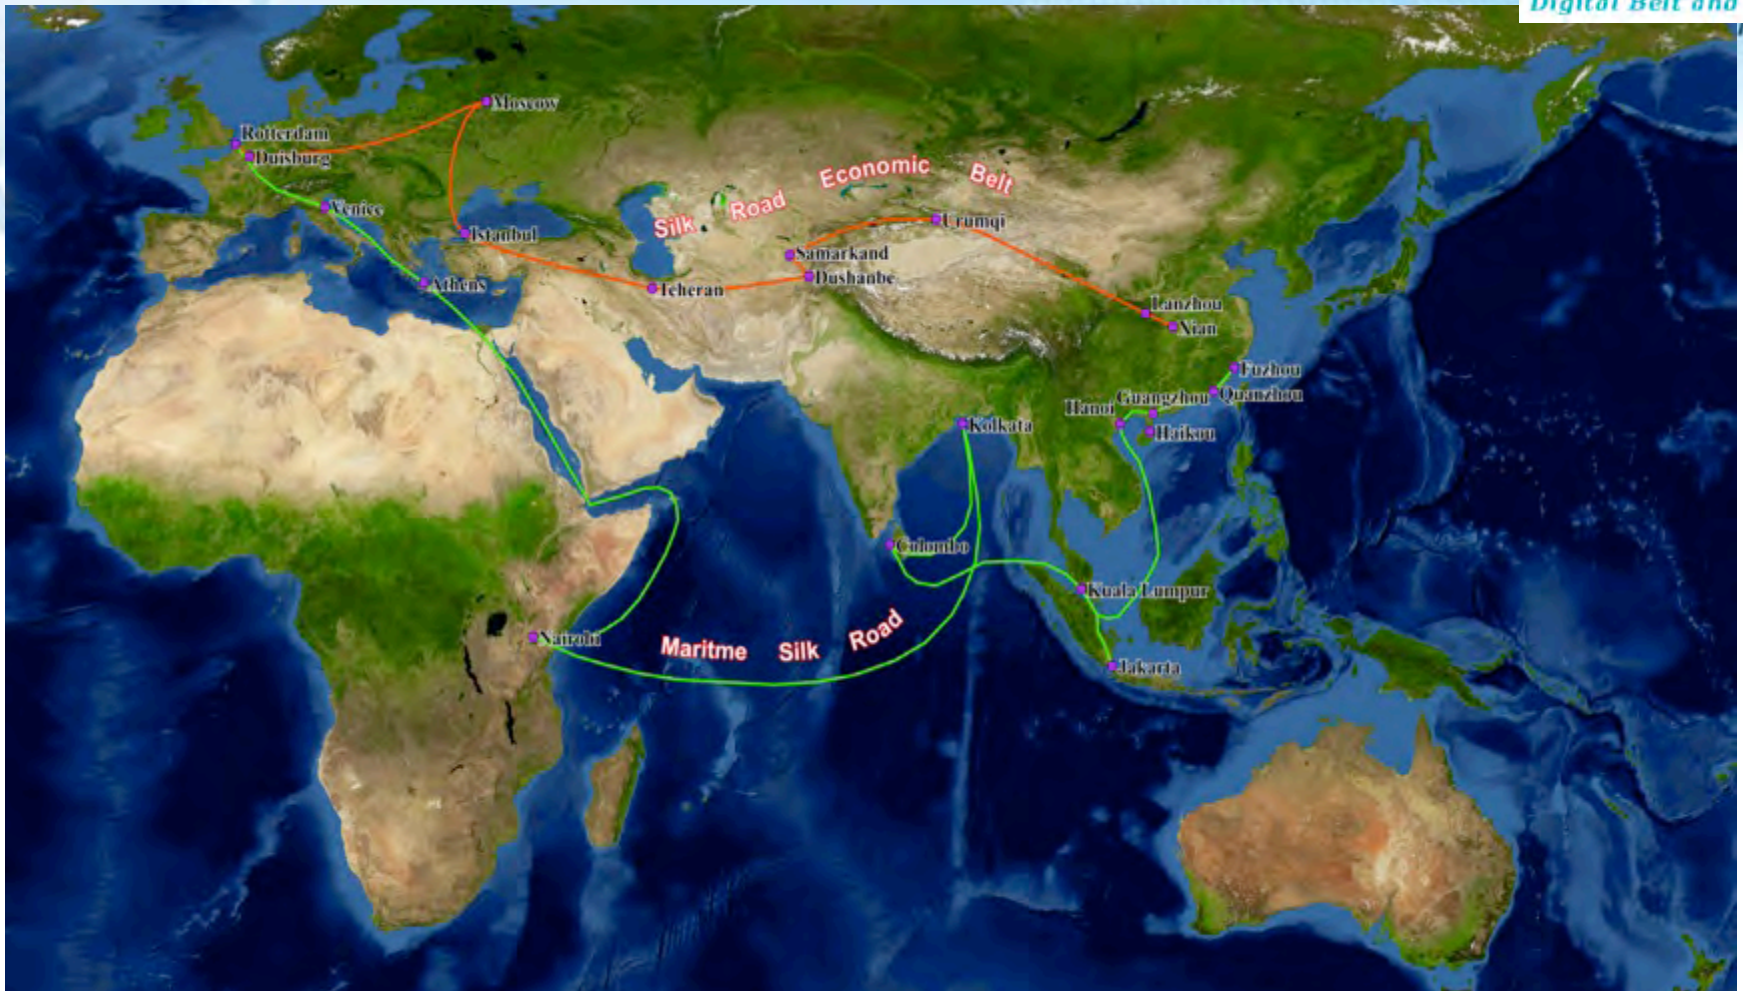 Digital Belt and
Moscow
Rotterdam
Duisburg
Economic
Belt
Silk
Road
Venice
Urumqi
Istanbul
Samarkand
Dushanbe
Athens
Teheran
Lanzhou
Nian
Fuzhou
Quanzhou
Guangzhou
Hanoi
Haikou
Kolkata
Colombo
Kuala Lumpur
Nairobi
Maritme Silk Road
Jakarta